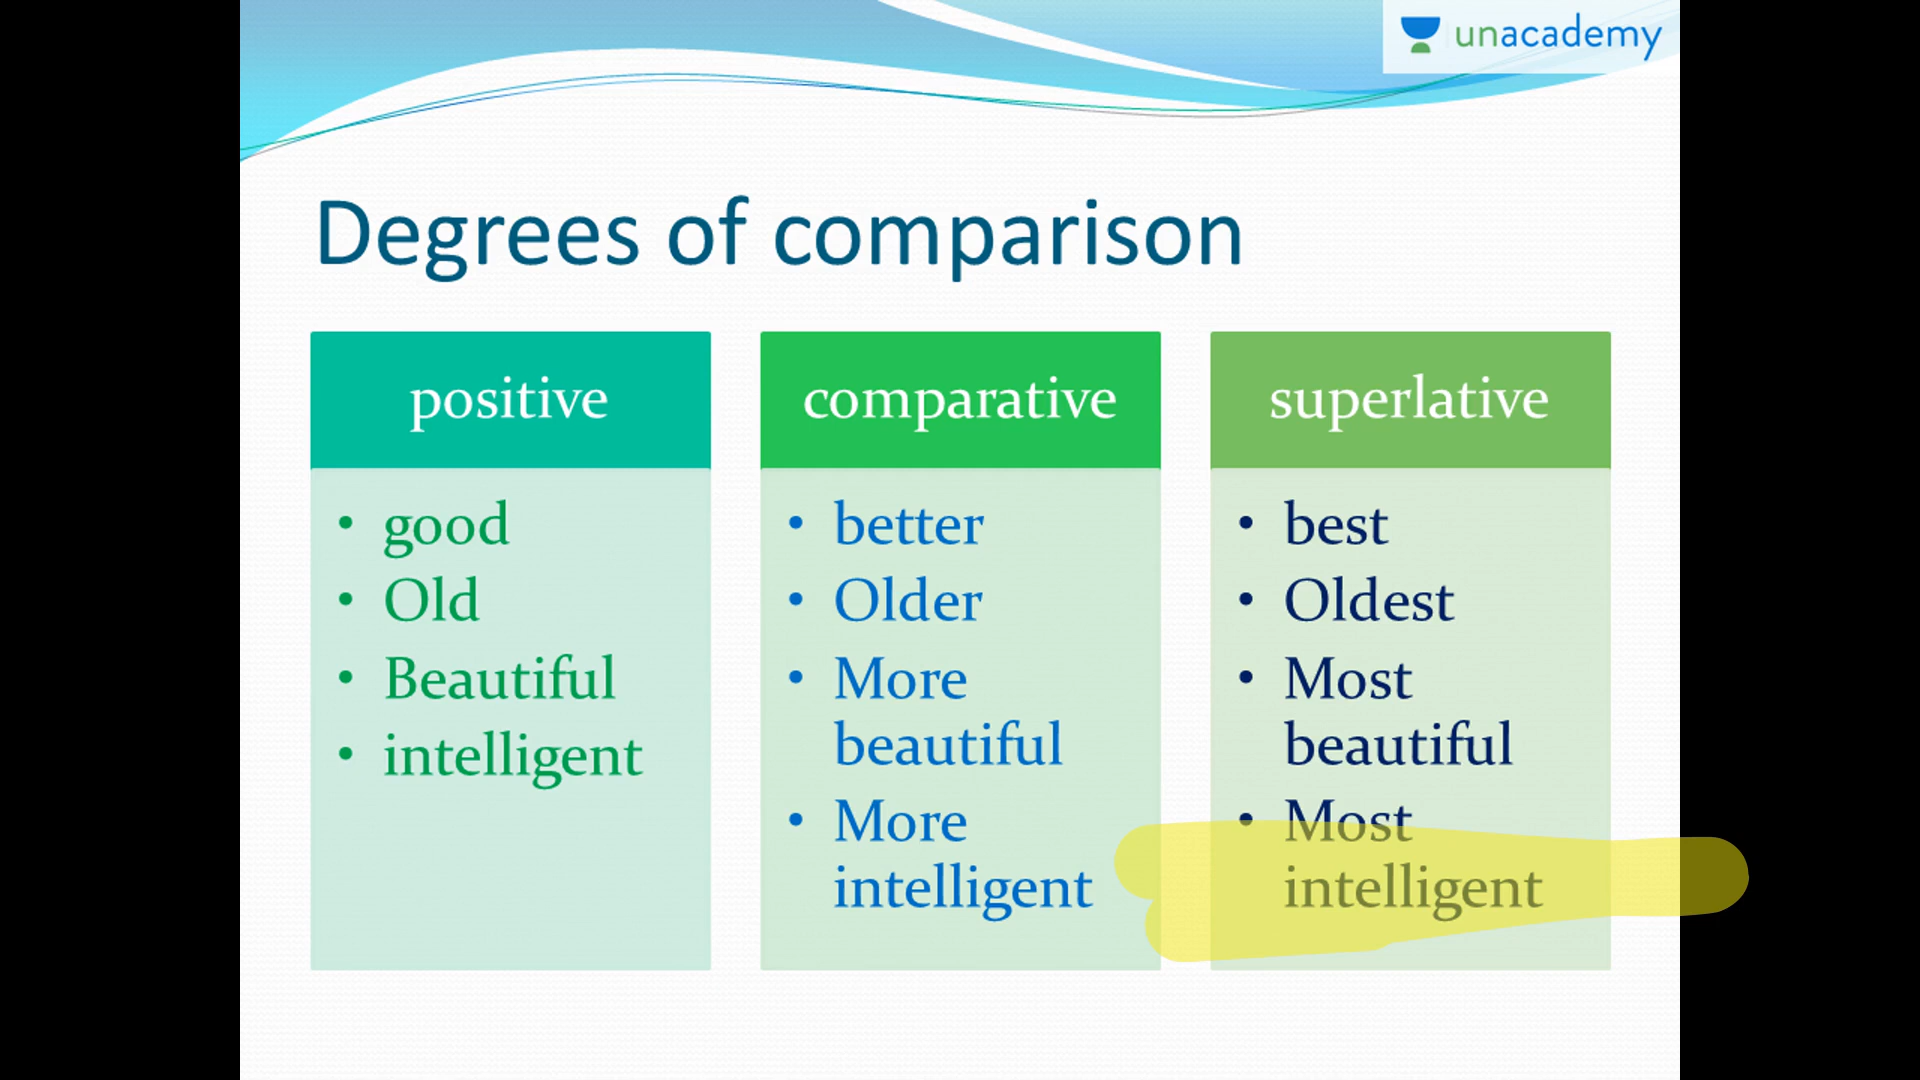 unacademy
Degrees of comparison
positive
• good
• Old
• Beautiful
• intelligent
comparative
• better
• Older
• More
beautiful
• More
intelligent
superlative
• best
• Oldest
• Most
beautiful
• Most
intelligent